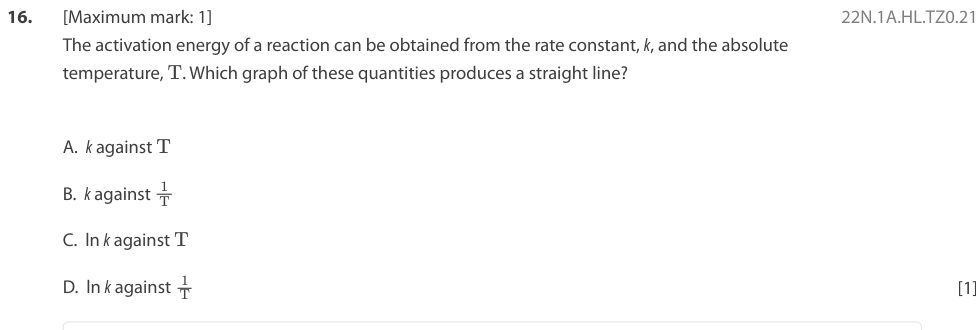 16. [Maximum mark: 1] 22N.1A.HL.TZ0.21
The activation energy of a reaction can be obtained from the rate constant, k, and the absolute
temperature, T. Which graph of these quantities produces a straight line?
A. k against T
B. k against 1/T
C. ln k against T
D. ln k against 1/T [1]